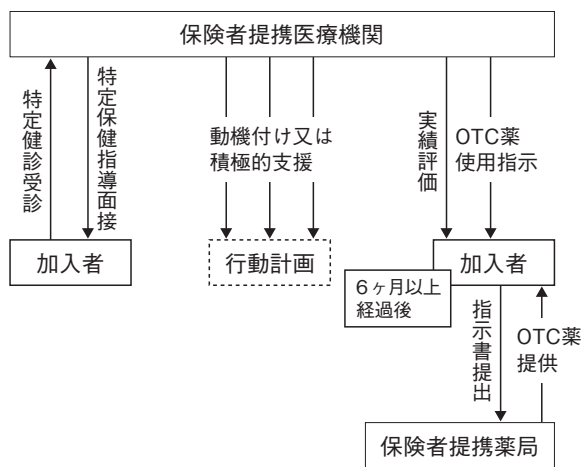 保険者提携医療機関
特定健診受診
特定保健指導面接
動機付け又は
積極的支援
実績評価
OTC薬
使用指示
加入者
行動計画
加入者
6ヶ月以上
経過後
指示書提出
OTC薬
提供
保険者提携薬局